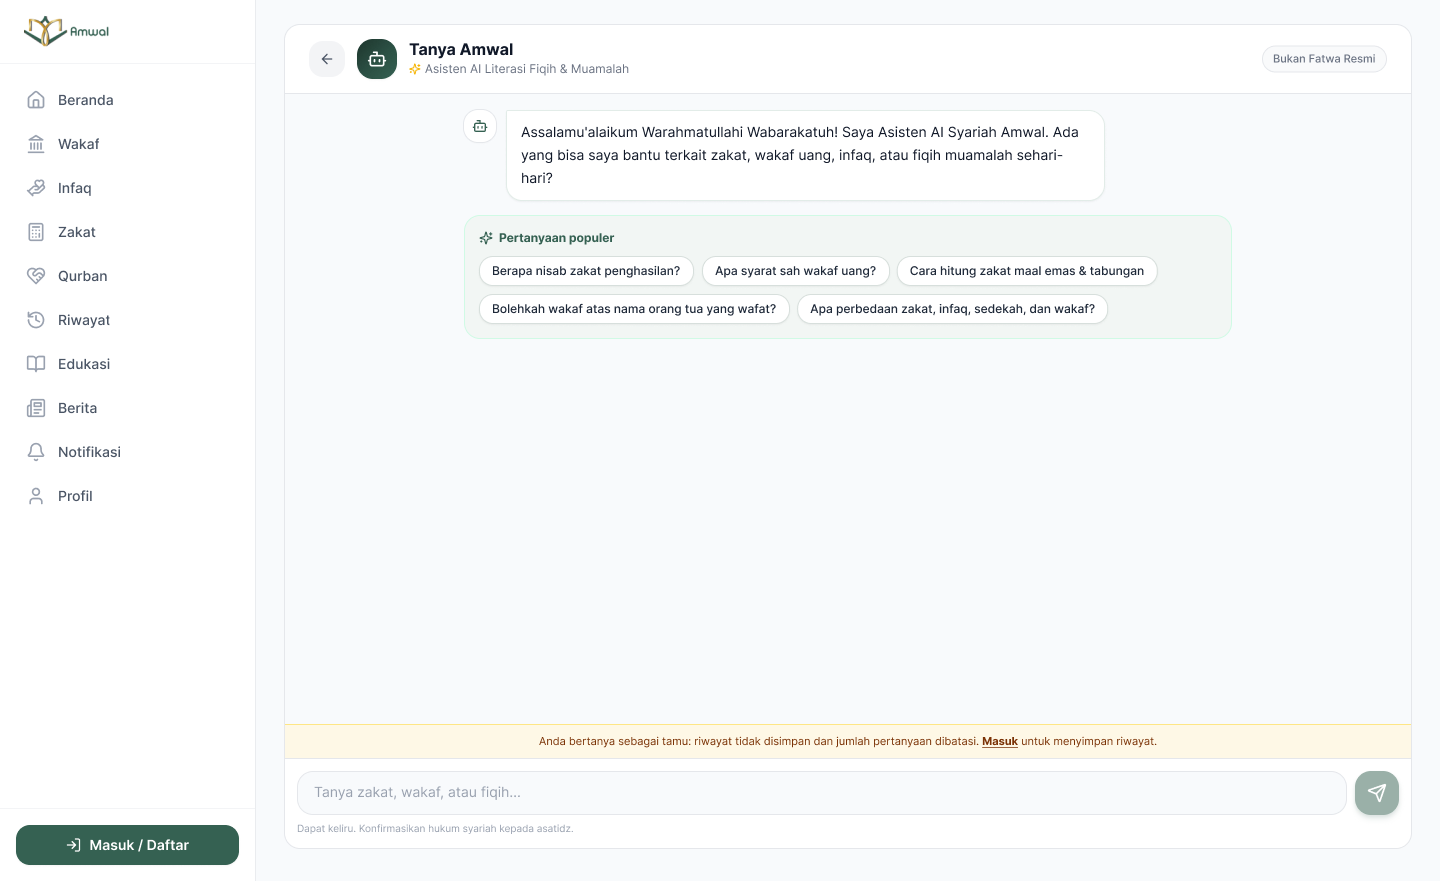 Amwal
Beranda
Wakaf
Infaq
Zakat
Qurban
Riwayat
Edukasi
Berita
Notifikasi
Profil
Masuk / Daftar
Tanya Amwal
Asisten AI Literasi Fiqih & Muamalah
Bukan Fatwa Resmi
Assalamu'alaikum Warahmatullahi Wabarakatuh! Saya Asisten AI Syariah Amwal. Ada
yang bisa saya bantu terkait zakat, wakaf uang, infaq, atau fiqih muamalah sehari-
hari?
Pertanyaan populer
Berapa nisab zakat penghasilan?
Apa syarat sah wakaf uang?
Cara hitung zakat maal emas & tabungan
Bolehkah wakaf atas nama orang tua yang wafat?
Apa perbedaan zakat, infaq, sedekah, dan wakaf?
Anda bertanya sebagai tamu: riwayat tidak disimpan dan jumlah pertanyaan dibatasi. Masuk untuk menyimpan riwayat.
Tanya zakat, wakaf, atau fiqih...
Dapat keliru. Konfirmasikan hukum syariah kepada asatidz.